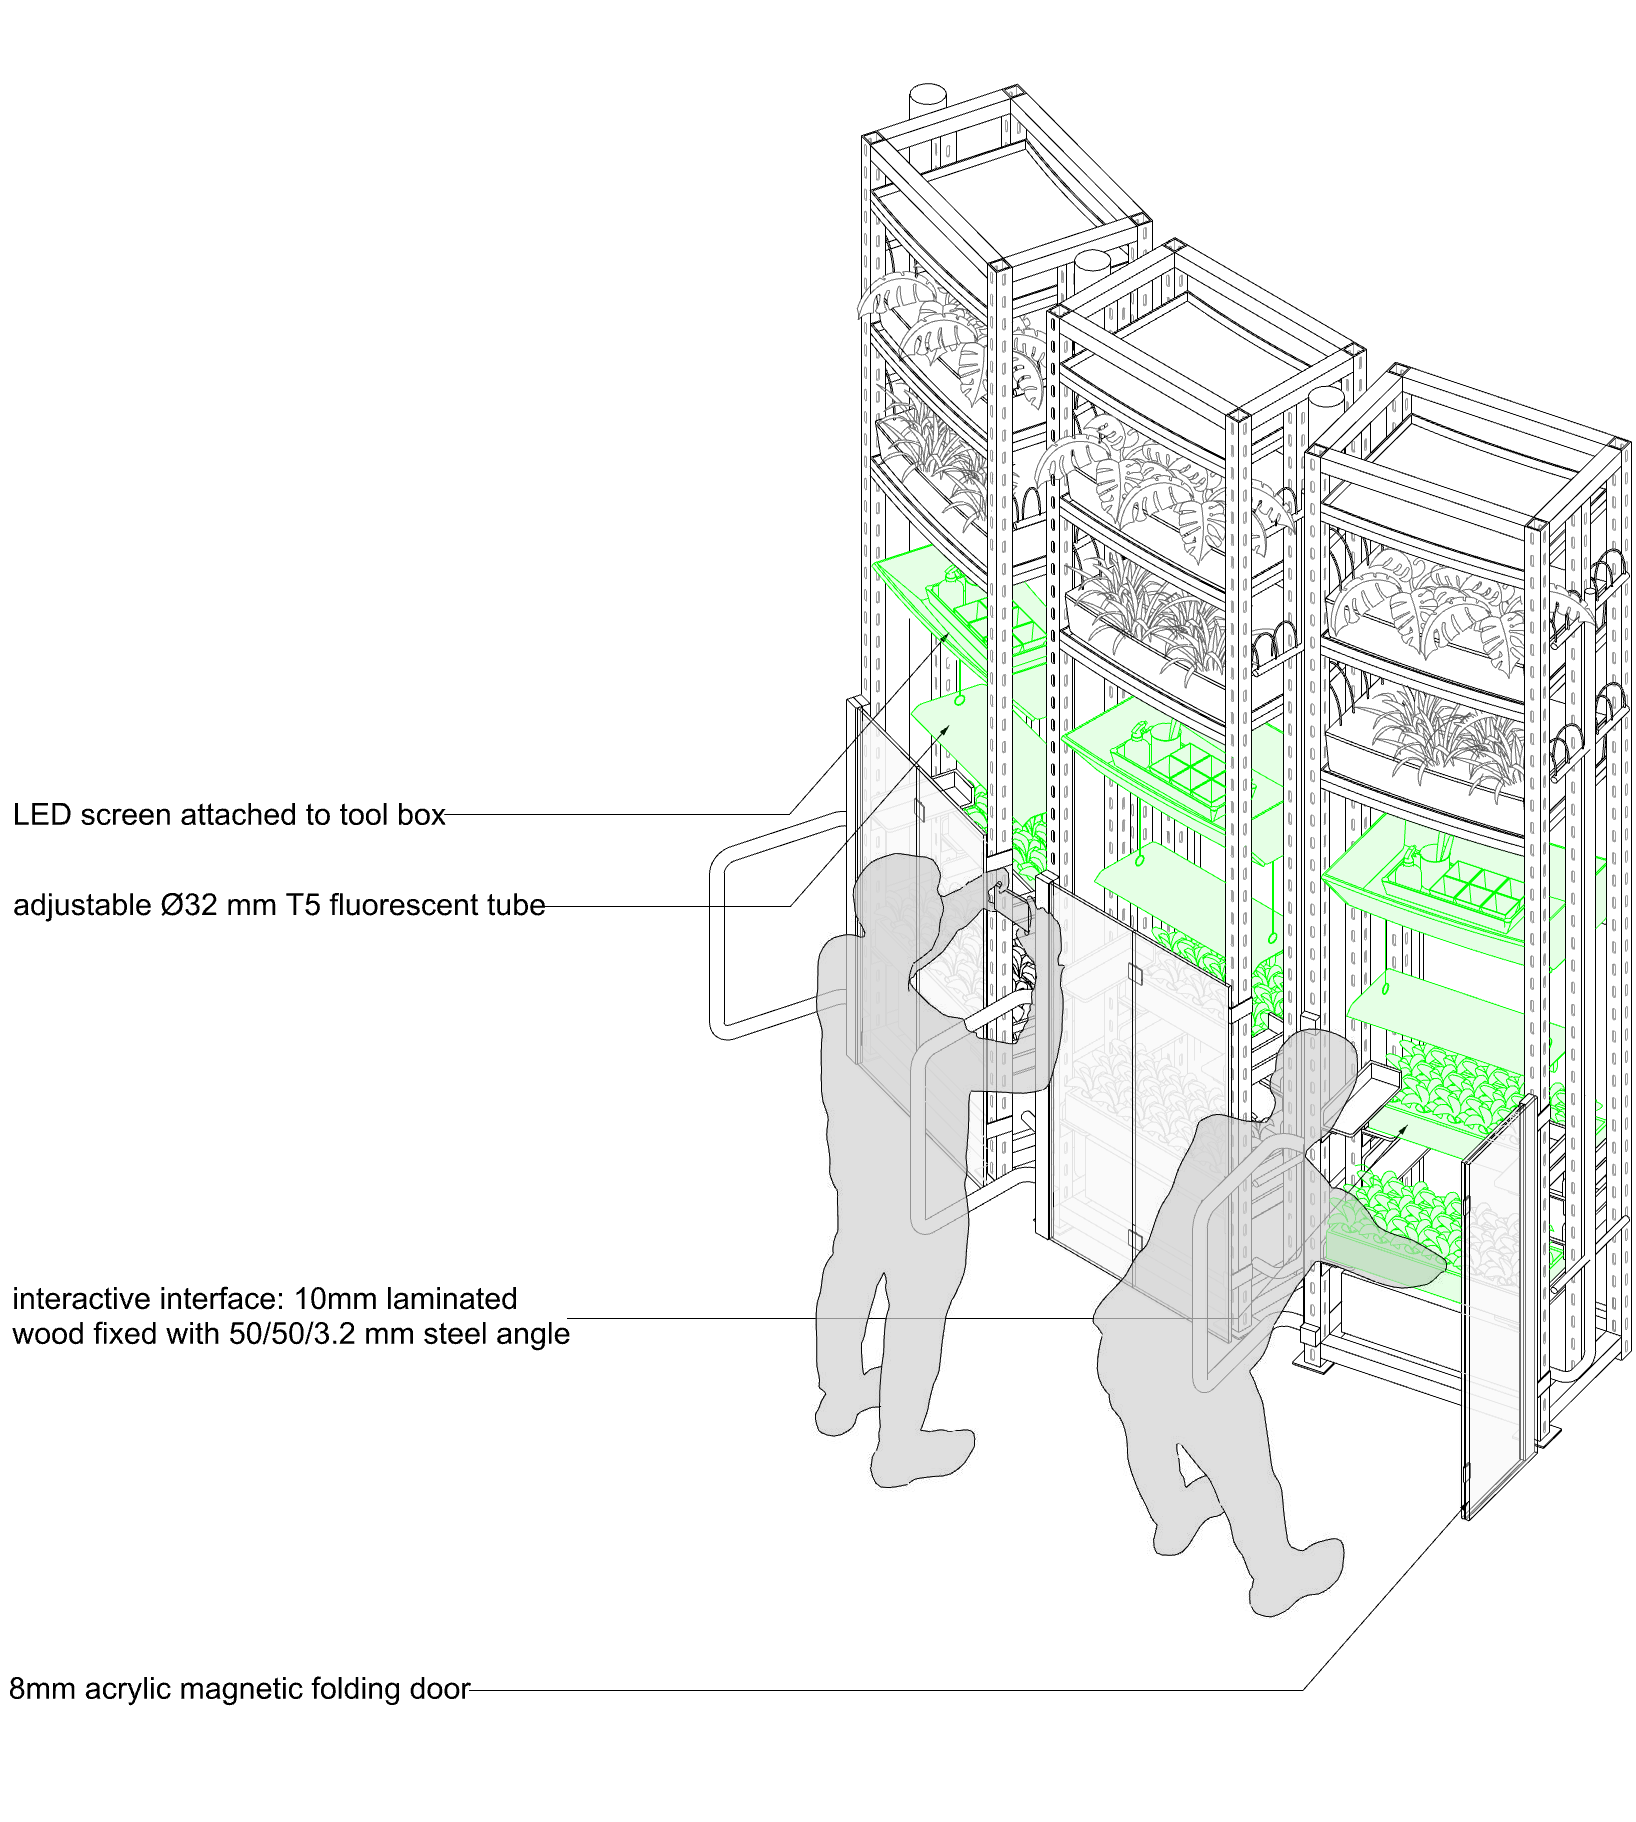 LED screen attached to tool box
adjustable Ø32 mm T5 fluorescent tube
interactive interface: 10mm laminated
wood fixed with 50/50/3.2 mm steel angle
8mm acrylic magnetic folding door